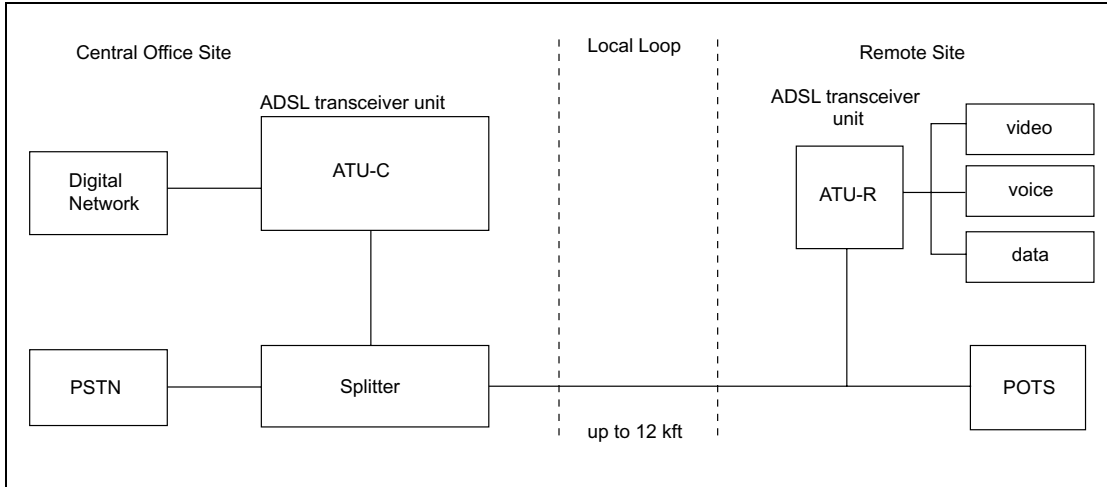 Central Office Site
Local Loop
Remote Site
ADSL transceiver unit
ADSL transceiver
unit
Digital
Network
ATU-C
ATU-R
video
voice
data
PSTN
Splitter
up to 12 kft
POTS